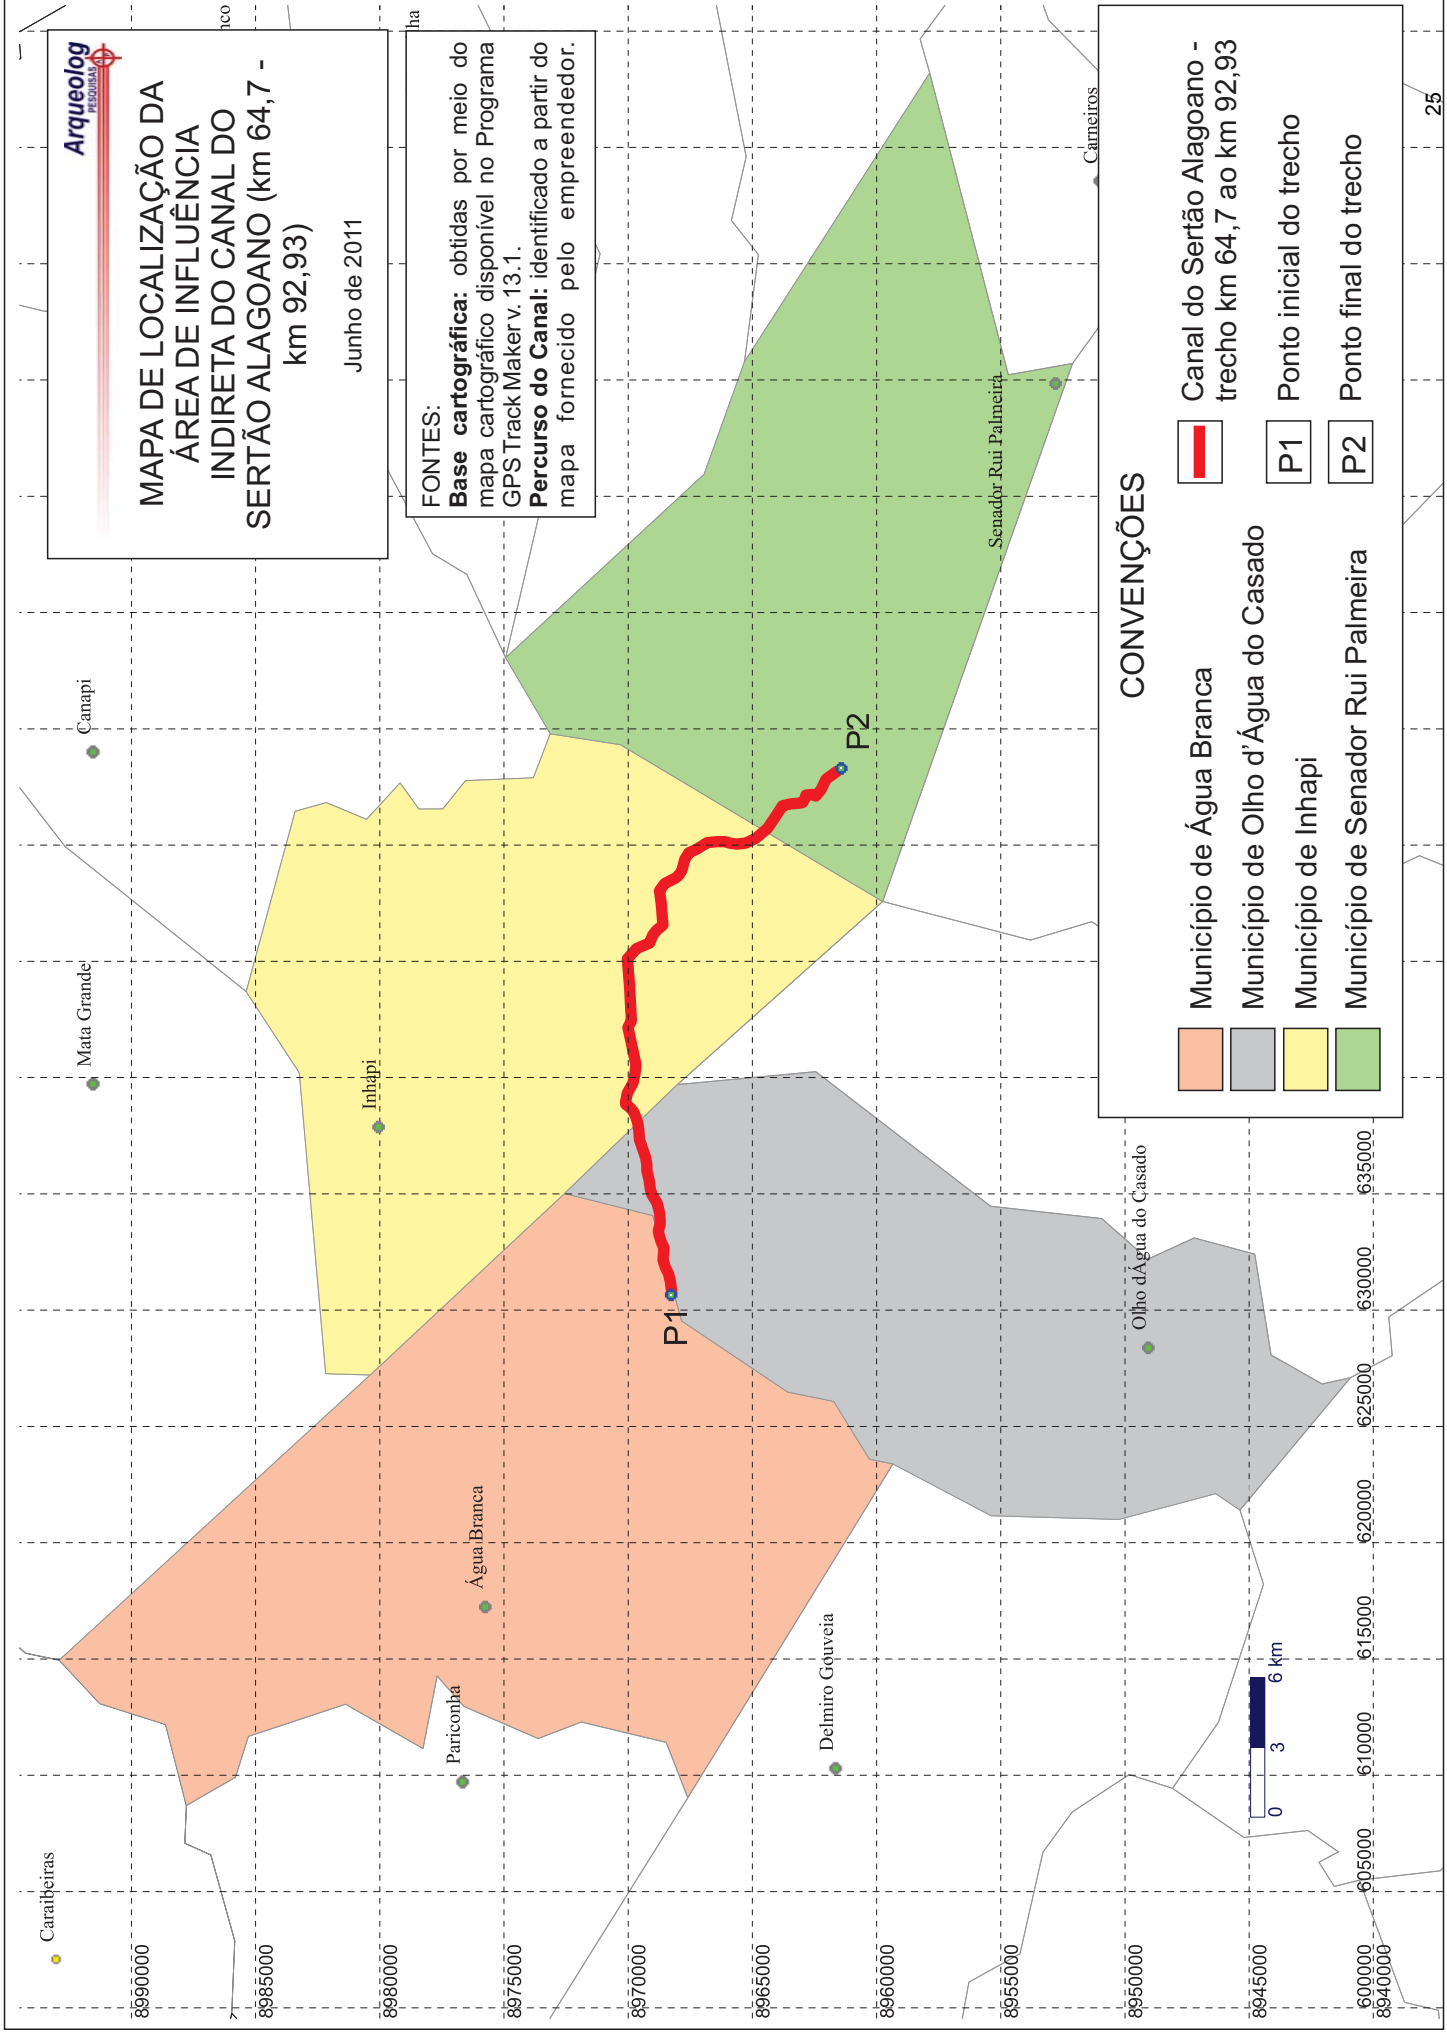 Arqueolog
PESQUISAS
MAPA DE LOCALIZAÇÃO DA
ÁREA DE INFLUÊNCIA
INDIRETA DO CANAL DO
SERTÃO ALAGOANO (km 64,7 -
km 92,93)
Junho de 2011
FONTES:
Base cartográfica: obtidas por meio do
mapa cartográfico disponível no Programa
GPS Track Maker v. 13.1.
Percurso do Canal: identificado a partir do
mapa fornecido pelo empreendedor.
nco
ha
Caraibeiras
Mata Grande
Canapi
Inhapi
Pariconha
Água Branca
Delmiro Gouveia
Olho dÁgua do Casado
Senador Rui Palmeira
Carneiros
P1
P2
8990000
8985000
8980000
8975000
8970000
8965000
8960000
8955000
8950000
8945000
8940000
600000
605000
610000
615000
620000
625000
630000
635000
0
3
6 km
CONVENÇÕES
Município de Água Branca
Município de Olho d'Água do Casado
Município de Inhapi
Município de Senador Rui Palmeira
Canal do Sertão Alagoano -
trecho km 64,7 ao km 92,93
P1 Ponto inicial do trecho
P2 Ponto final do trecho
25